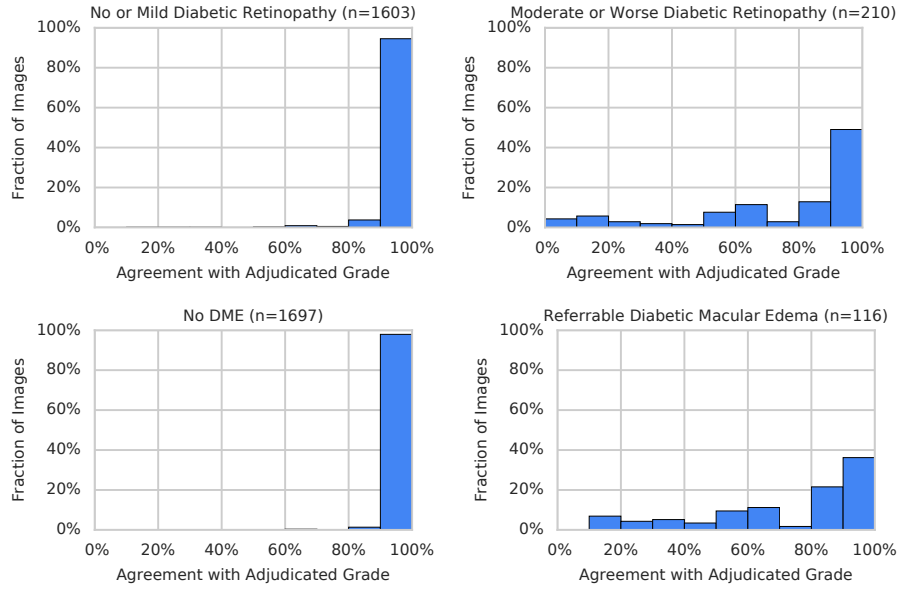 No or Mild Diabetic Retinopathy (n=1603)
100%
80%
60%
40%
20%
0%
Fraction of Images
0% 20% 40% 60% 80% 100%
Agreement with Adjudicated Grade
Moderate or Worse Diabetic Retinopathy (n=210)
100%
80%
60%
40%
20%
0%
Fraction of Images
0% 20% 40% 60% 80% 100%
Agreement with Adjudicated Grade
No DME (n=1697)
100%
80%
60%
40%
20%
0%
Fraction of Images
0% 20% 40% 60% 80% 100%
Agreement with Adjudicated Grade
Referrable Diabetic Macular Edema (n=116)
100%
80%
60%
40%
20%
0%
Fraction of Images
0% 20% 40% 60% 80% 100%
Agreement with Adjudicated Grade